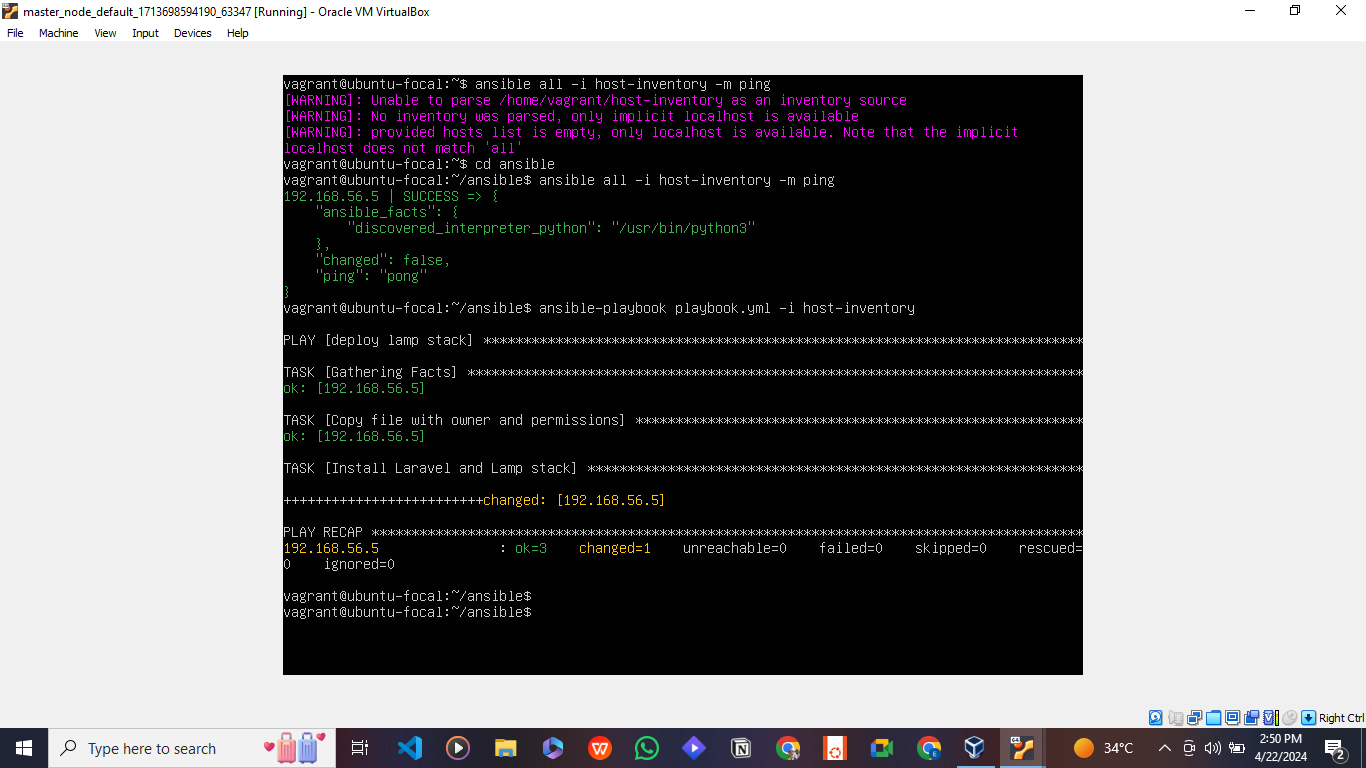 master_node_default_1713698594190_63347 [Running] - Oracle VM VirtualBox
File Machine View Input Devices Help
vagrant@ubuntu-focal:~$ ansible all -i host-inventory -m ping
[WARNING]: Unable to parse /home/vagrant/host-inventory as an inventory source
[WARNING]: No inventory was parsed, only implicit localhost is available
[WARNING]: provided hosts list is empty, only localhost is available. Note that the implicit
localhost does not match 'all'
vagrant@ubuntu-focal:~$ cd ansible
vagrant@ubuntu-focal:~/ansible$ ansible all -i host-inventory -m ping
192.168.56.5 | SUCCESS => {
    "ansible_facts": {
        "discovered_interpreter_python": "/usr/bin/python3"
    },
    "changed": false,
    "ping": "pong"
}
vagrant@ubuntu-focal:~/ansible$ ansible-playbook playbook.yml -i host-inventory
PLAY [deploy lamp stack] ***************************************************************************
TASK [Gathering Facts] *****************************************************************************
ok: [192.168.56.5]
TASK [Copy file with owner and permissions] ********************************************************
ok: [192.168.56.5]
TASK [Install Laravel and Lamp stack] **************************************************************
+++++++++++++++++++++++++changed: [192.168.56.5]
PLAY RECAP *****************************************************************************************
192.168.56.5               : ok=3    changed=1    unreachable=0    failed=0    skipped=0    rescued=
0    ignored=0
vagrant@ubuntu-focal:~/ansible$
vagrant@ubuntu-focal:~/ansible$
Right Ctrl
Type here to search
34°C
2:50 PM
4/22/2024
2